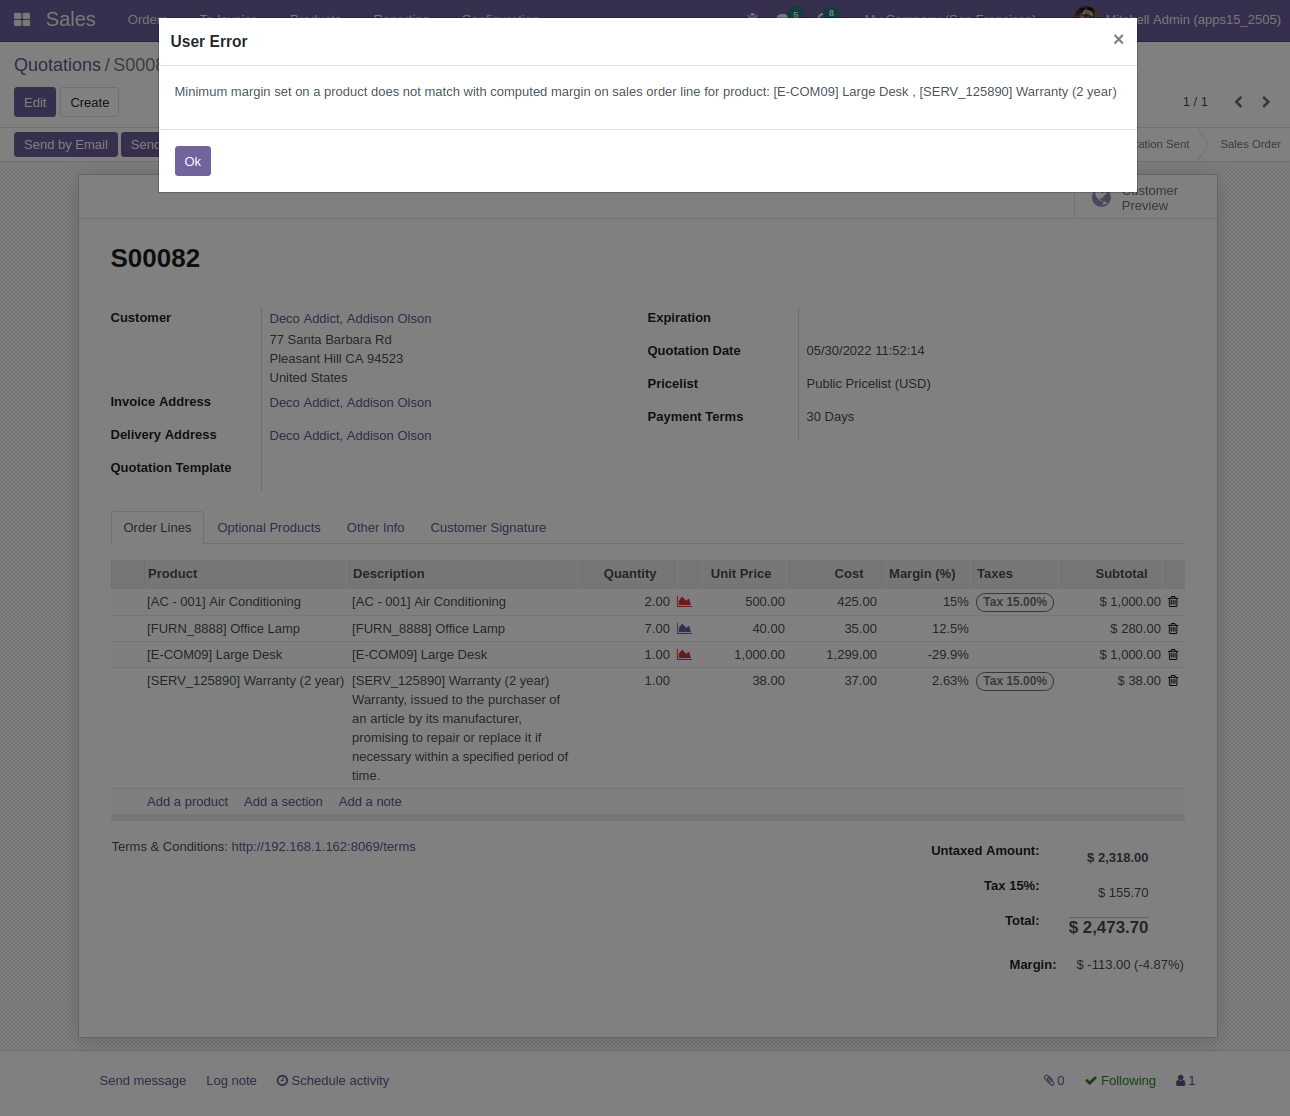 Sales
5
8
Mitchell Admin (apps15_2505)
User Error
×
Quotations / S0008
Minimum margin set on a product does not match with computed margin on sales order line for product: [E-COM09] Large Desk , [SERV_125890] Warranty (2 year)
Edit Create
1 / 1
Send by Email Send
Sales Order
Ok
Customer
Preview
S00082
Customer
Deco Addict, Addison Olson
77 Santa Barbara Rd
Pleasant Hill CA 94523
United States
Invoice Address Deco Addict, Addison Olson
Delivery Address Deco Addict, Addison Olson
Quotation Template
Expiration
Quotation Date 05/30/2022 11:52:14
Pricelist Public Pricelist (USD)
Payment Terms 30 Days
Order Lines Optional Products Other Info Customer Signature
Product Description Quantity Unit Price Cost Margin (%) Taxes Subtotal
[AC - 001] Air Conditioning [AC - 001] Air Conditioning 2.00 500.00 425.00 15% Tax 15.00% $ 1,000.00
[FURN_8888] Office Lamp [FURN_8888] Office Lamp 7.00 40.00 35.00 12.5% $ 280.00
[E-COM09] Large Desk [E-COM09] Large Desk 1.00 1,000.00 1,299.00 -29.9% $ 1,000.00
[SERV_125890] Warranty (2 year) [SERV_125890] Warranty (2 year) 1.00 38.00 37.00 2.63% Tax 15.00% $ 38.00
Warranty, issued to the purchaser of
an article by its manufacturer,
promising to repair or replace it if
necessary within a specified period of
time.
Add a product Add a section Add a note
Terms & Conditions: http://192.168.1.162:8069/terms
Untaxed Amount: $ 2,318.00
Tax 15%: $ 155.70
Total: $ 2,473.70
Margin: $ -113.00 (-4.87%)
Send message Log note Schedule activity
0 Following 1